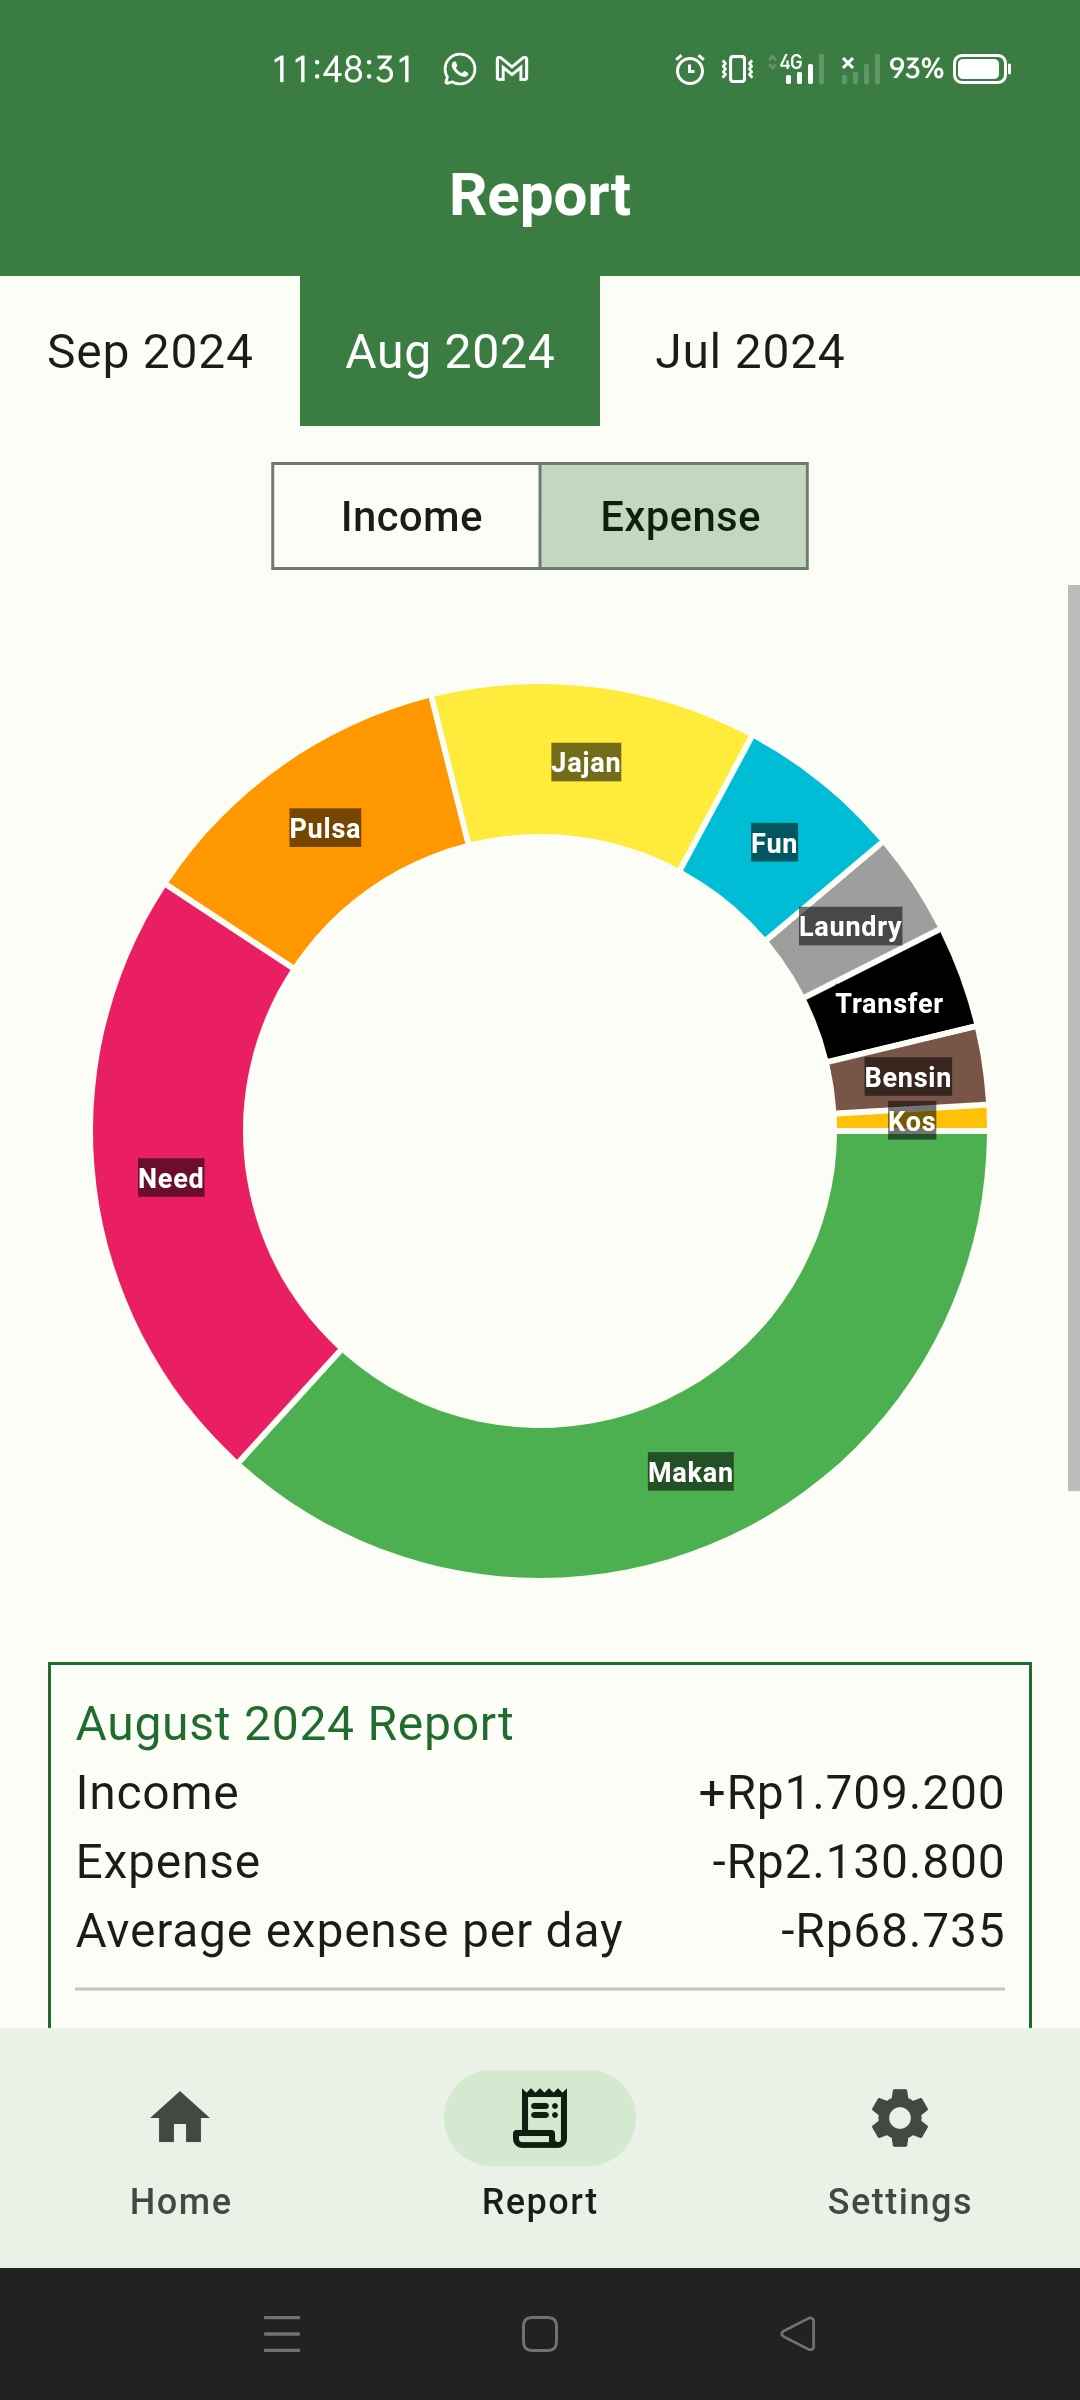 11:48:31 4G 93%
Report
Sep 2024 Aug 2024 Jul 2024
Income Expense
Jajan
Pulsa
Fun
Laundry
Transfer
Bensin
Kos
Need
Makan
August 2024 Report
Income +Rp1.709.200
Expense -Rp2.130.800
Average expense per day -Rp68.735
Home Report Settings